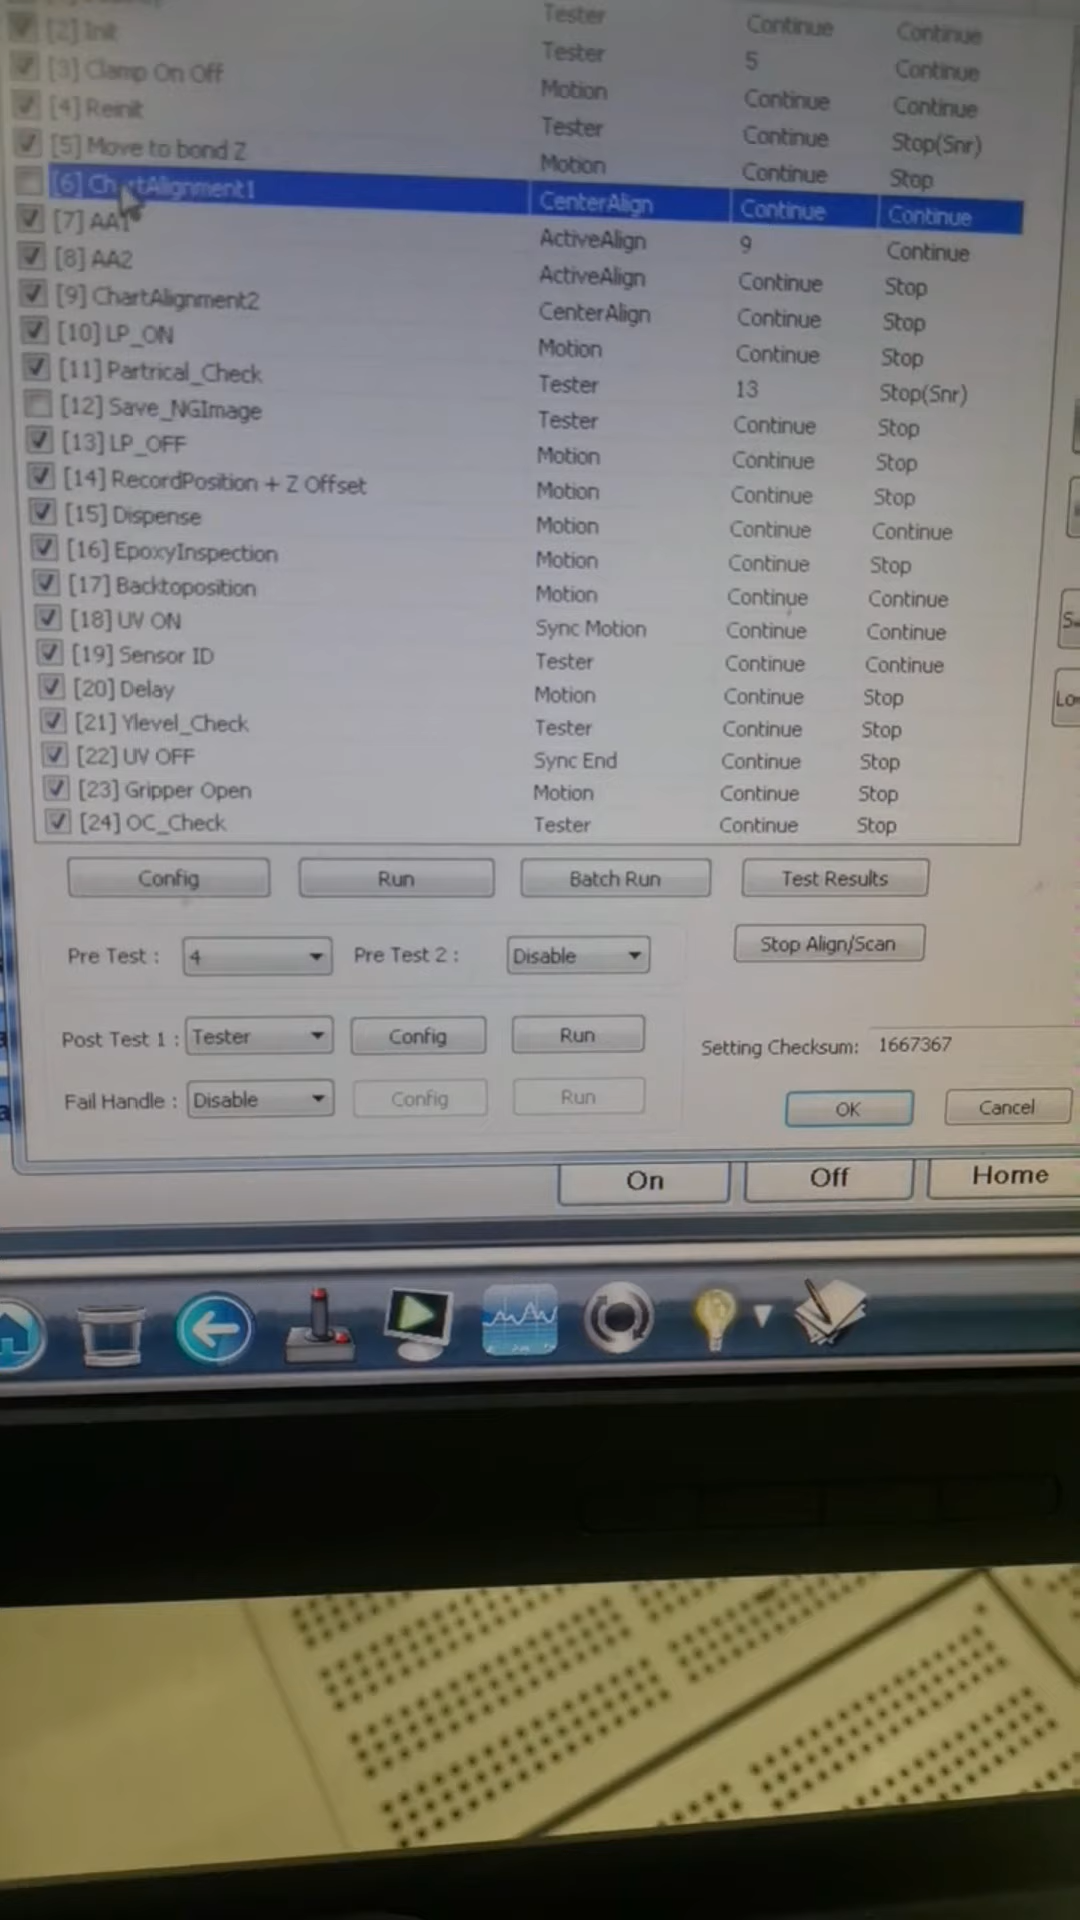 Tester Continue Continue
[2] Init Tester 5 Continue
[3] Clamp On Off Motion Continue Continue
[4] Reinit Tester Continue Stop(Snr)
[5] Move to bond Z Motion Continue Stop
[6] ChartAlignment1 CenterAlign Continue Continue
[7] AA1 ActiveAlign 9 Continue
[8] AA2 ActiveAlign Continue Stop
[9] ChartAlignment2 CenterAlign Continue Stop
[10] LP_ON Motion Continue Stop
[11] Partrical_Check Tester 13 Stop(Snr)
[12] Save_NGImage Tester Continue Stop
[13] LP_OFF Motion Continue Stop
[14] RecordPosition + Z Offset Motion Continue Stop
[15] Dispense Motion Continue Continue
[16] EpoxyInspection Motion Continue Stop
[17] Backtoposition Motion Continue Continue
[18] UV ON Sync Motion Continue Continue
[19] Sensor ID Tester Continue Continue
[20] Delay Motion Continue Stop
[21] Ylevel_Check Tester Continue Stop
[22] UV OFF Sync End Continue Stop
[23] Gripper Open Motion Continue Stop
[24] OC_Check Tester Continue Stop
Config Run Batch Run Test Results
Pre Test : 4 Pre Test 2 : Disable Stop Align/Scan
Post Test 1 : Tester Config Run Setting Checksum: 1667367
Fail Handle : Disable Config Run OK Cancel
On Off Home